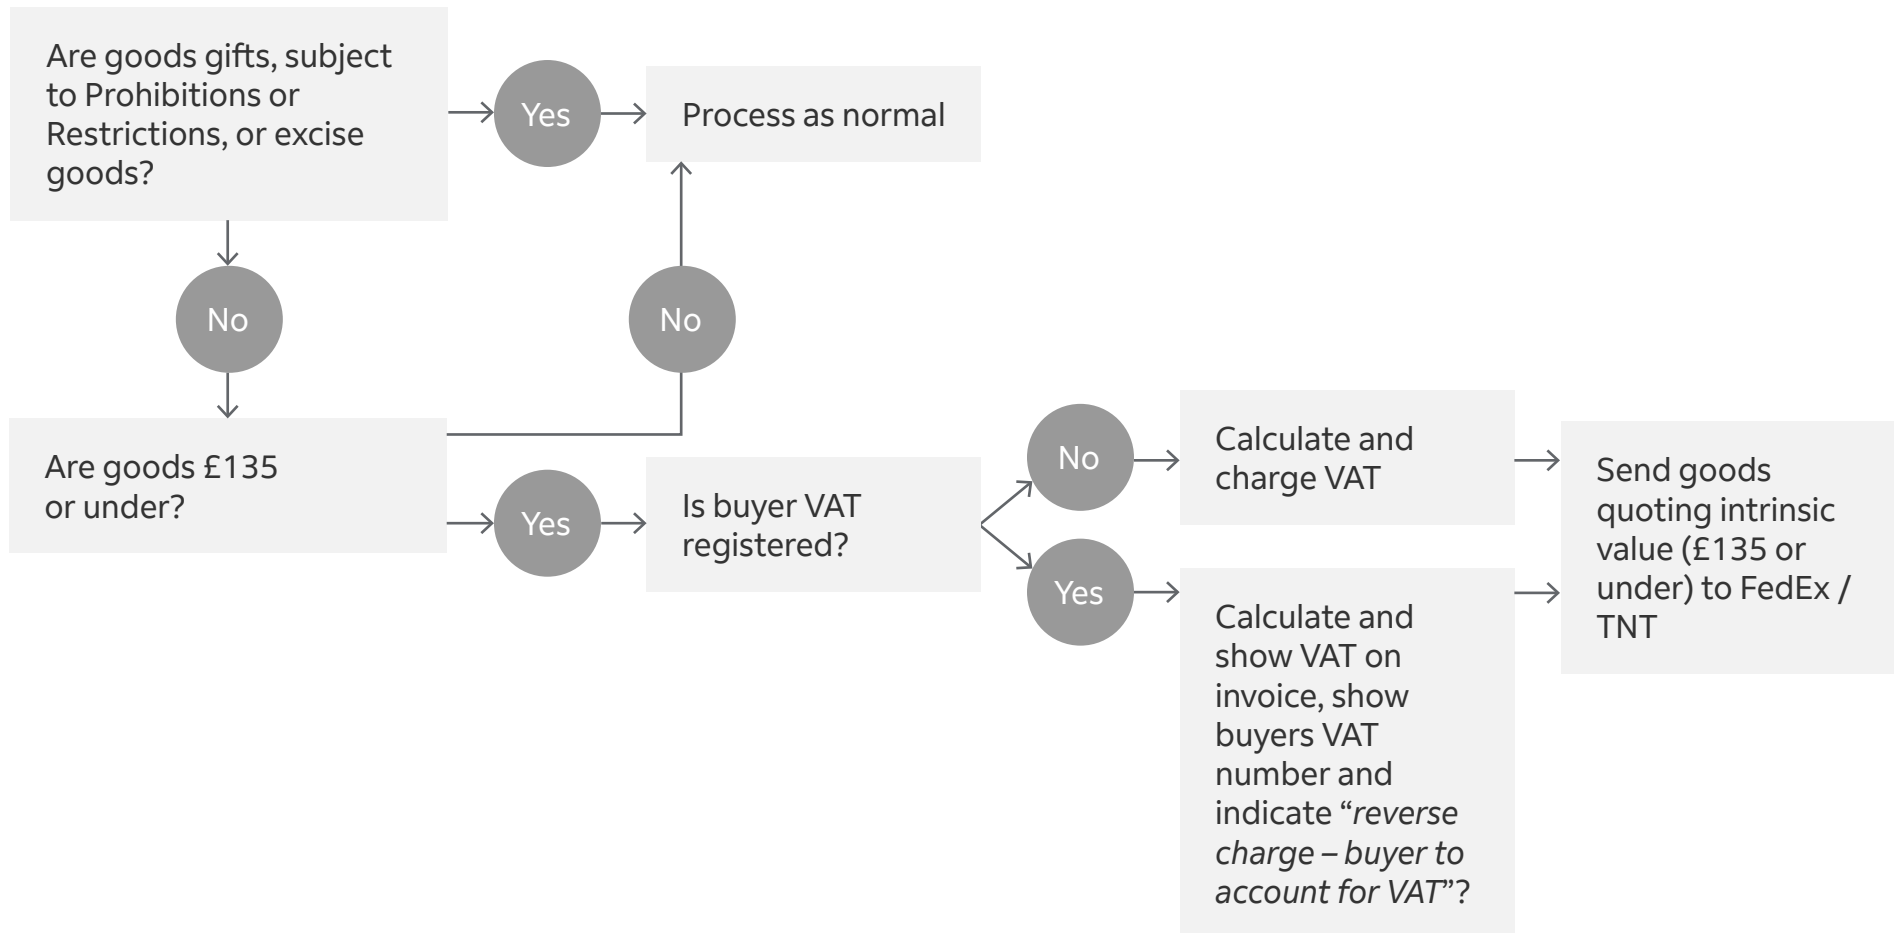 Are goods gifts, subject
to Prohibitions or
Restrictions, or excise
goods?
Yes
Process as normal
No
No
Are goods £135
or under?
Yes
Is buyer VAT
registered?
No
Calculate and
charge VAT
Yes
Calculate and
show VAT on
invoice, show
buyers VAT
number and
indicate “reverse
charge – buyer to
account for VAT”?
Send goods
quoting intrinsic
value (£135 or
under) to FedEx /
TNT